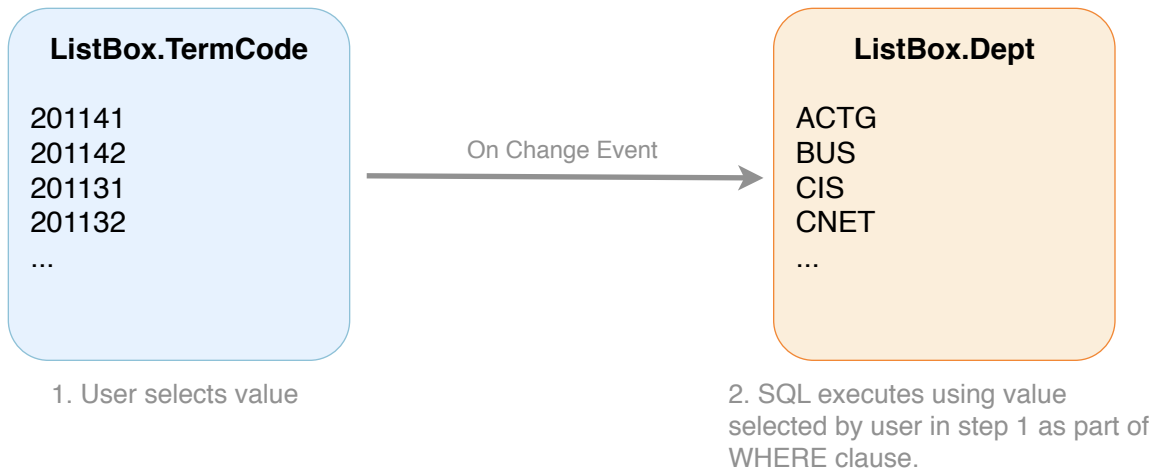 ListBox.TermCode
201141
201142
201131
201132
...
1. User selects value
On Change Event
ListBox.Dept
ACTG
BUS
CIS
CNET
...
2. SQL executes using value
selected by user in step 1 as part of
WHERE clause.